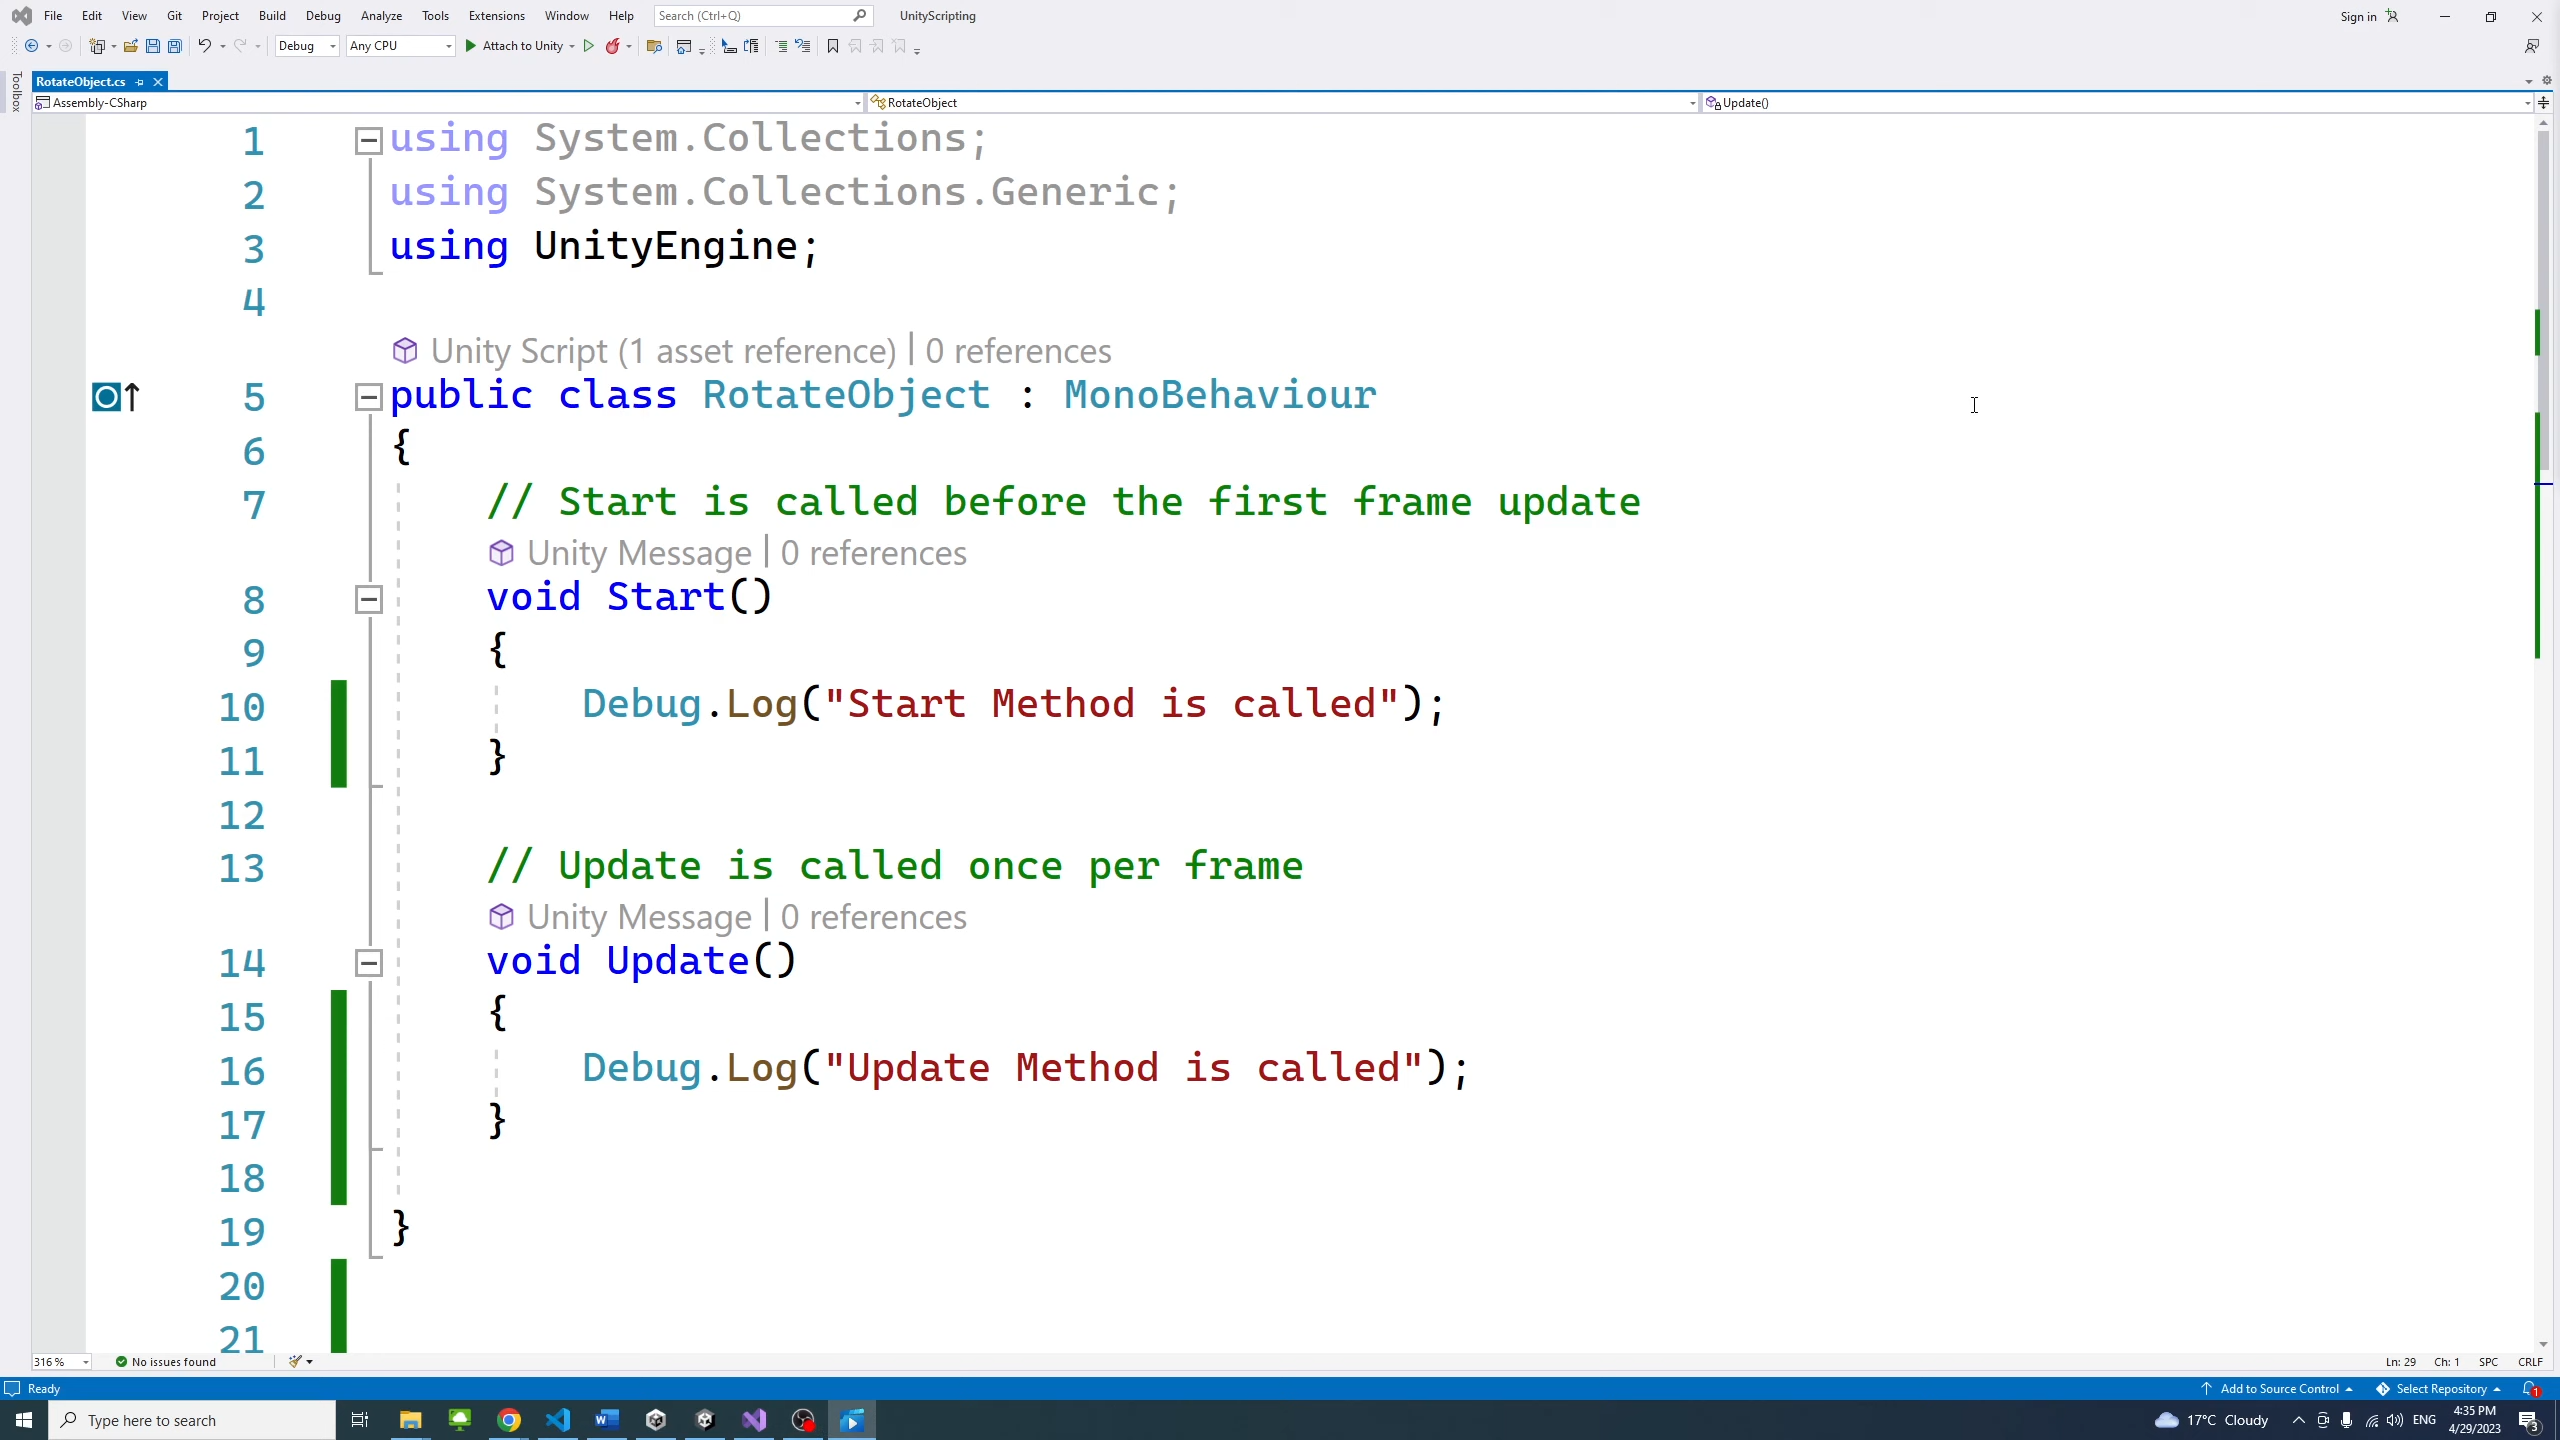 File Edit View Git Project Build Debug Analyze Tools Extensions Window Help Search (Ctrl+Q) UnityScripting Sign in
Debug Any CPU Attach to Unity
Toolbox
RotateObject.cs
Assembly-CSharp RotateObject Update()
1 using System.Collections;
2 using System.Collections.Generic;
3 using UnityEngine;
4
Unity Script (1 asset reference) | 0 references
5 public class RotateObject : MonoBehaviour
6 {
7 // Start is called before the first frame update
Unity Message | 0 references
8 void Start()
9 {
10 Debug.Log("Start Method is called");
11 }
12
13 // Update is called once per frame
Unity Message | 0 references
14 void Update()
15 {
16 Debug.Log("Update Method is called");
17 }
18
19 }
20
21
316 % No issues found Ln: 29 Ch: 1 SPC CRLF
Ready Add to Source Control Select Repository 1
Type here to search 17°C Cloudy ENG 4:35 PM
4/29/2023 3